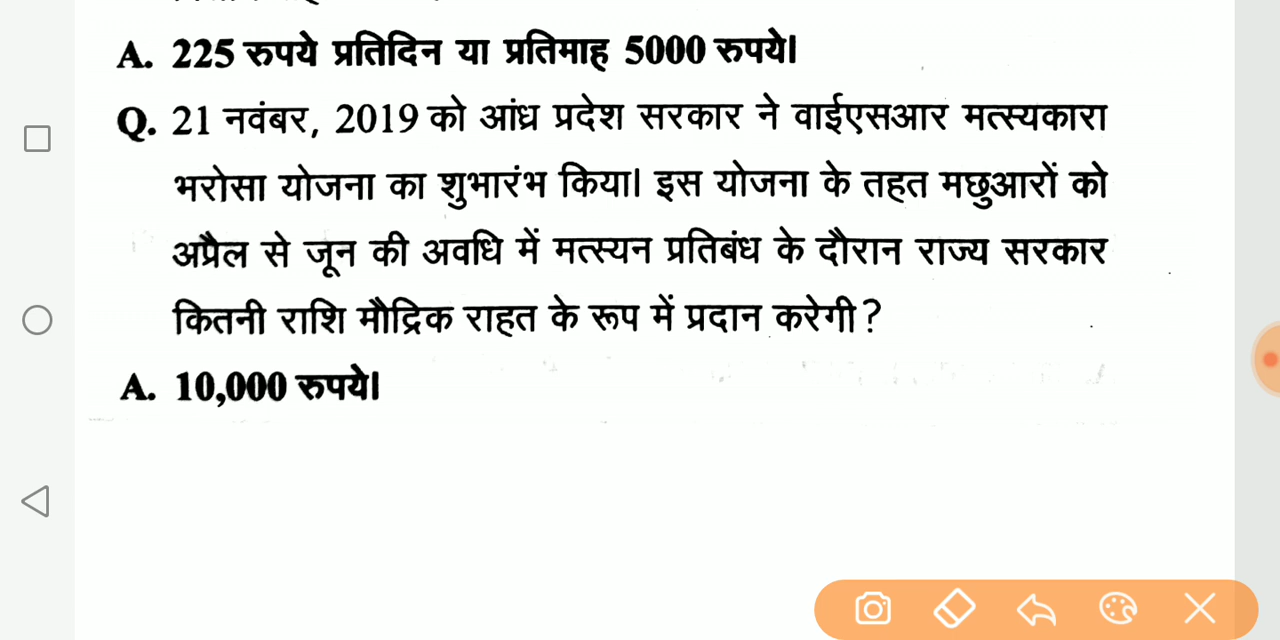 A. 225 रुपये प्रतिदिन या प्रतिमाह 5000 रुपये।
Q. 21 नवंबर, 2019 को आंध्र प्रदेश सरकार ने वाईएसआर मत्स्यकारा
भरोसा योजना का शुभारंभ किया। इस योजना के तहत मछुआरों को
अप्रैल से जून की अवधि में मत्स्यन प्रतिबंध के दौरान राज्य सरकार
कितनी राशि मौद्रिक राहत के रूप में प्रदान करेगी?
A. 10,000 रुपये।